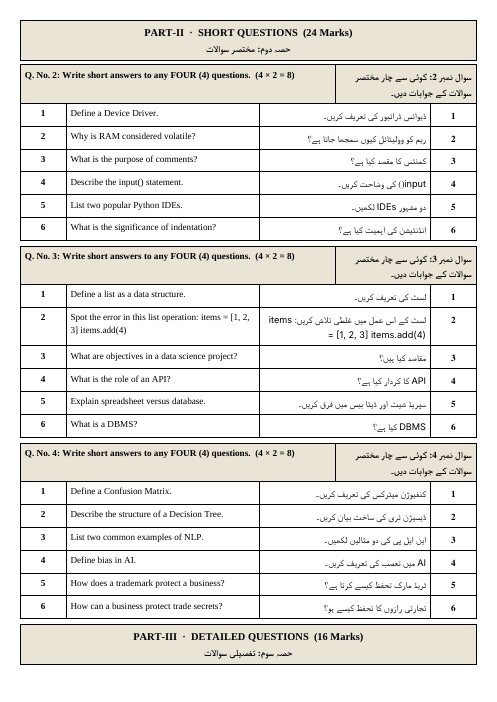 PART-II · SHORT QUESTIONS (24 Marks)
حصہ دوم: مختصر سوالات
Q. No. 2: Write short answers to any FOUR (4) questions. (4 × 2 = 8)
سوال نمبر 2: کوئی سے چار مختصر
سوالات کے جوابات دیں۔
1 Define a Device Driver. ڈیوائس ڈرائیور کی تعریف کریں۔ 1
2 Why is RAM considered volatile? ریم کو وولیٹائل کیوں سمجھا جاتا ہے؟ 2
3 What is the purpose of comments? کمنٹس کا مقصد کیا ہے؟ 3
4 Describe the input() statement. input() کی وضاحت کریں۔ 4
5 List two popular Python IDEs. دو مشہور IDEs لکھیں۔ 5
6 What is the significance of indentation? انڈنٹیشن کی اہمیت کیا ہے؟ 6
Q. No. 3: Write short answers to any FOUR (4) questions. (4 × 2 = 8)
سوال نمبر 3: کوئی سے چار مختصر
سوالات کے جوابات دیں۔
1 Define a list as a data structure. لسٹ کی تعریف کریں۔ 1
2 Spot the error in this list operation: items = [1, 2,
3] items.add(4)
لسٹ کے اس عمل میں غلطی تلاش کریں: items
= [1, 2, 3] items.add(4) 2
3 What are objectives in a data science project? مقاصد کیا ہیں؟ 3
4 What is the role of an API? API کا کردار کیا ہے؟ 4
5 Explain spreadsheet versus database. سپریڈ شیٹ اور ڈیٹا بیس میں فرق کریں۔ 5
6 What is a DBMS? DBMS کیا ہے؟ 6
Q. No. 4: Write short answers to any FOUR (4) questions. (4 × 2 = 8)
سوال نمبر 4: کوئی سے چار مختصر
سوالات کے جوابات دیں۔
1 Define a Confusion Matrix. کنفیوژن میٹرکس کی تعریف کریں۔ 1
2 Describe the structure of a Decision Tree. ڈیسیژن ٹری کی ساخت بیان کریں۔ 2
3 List two common examples of NLP. این ایل پی کی دو مثالیں لکھیں۔ 3
4 Define bias in AI. AI میں تعصب کی تعریف کریں۔ 4
5 How does a trademark protect a business? ٹریڈ مارک تحفظ کیسے کرتا ہے؟ 5
6 How can a business protect trade secrets? تجارتی رازوں کا تحفظ کیسے ہو؟ 6
PART-III · DETAILED QUESTIONS (16 Marks)
حصہ سوم: تفصیلی سوالات